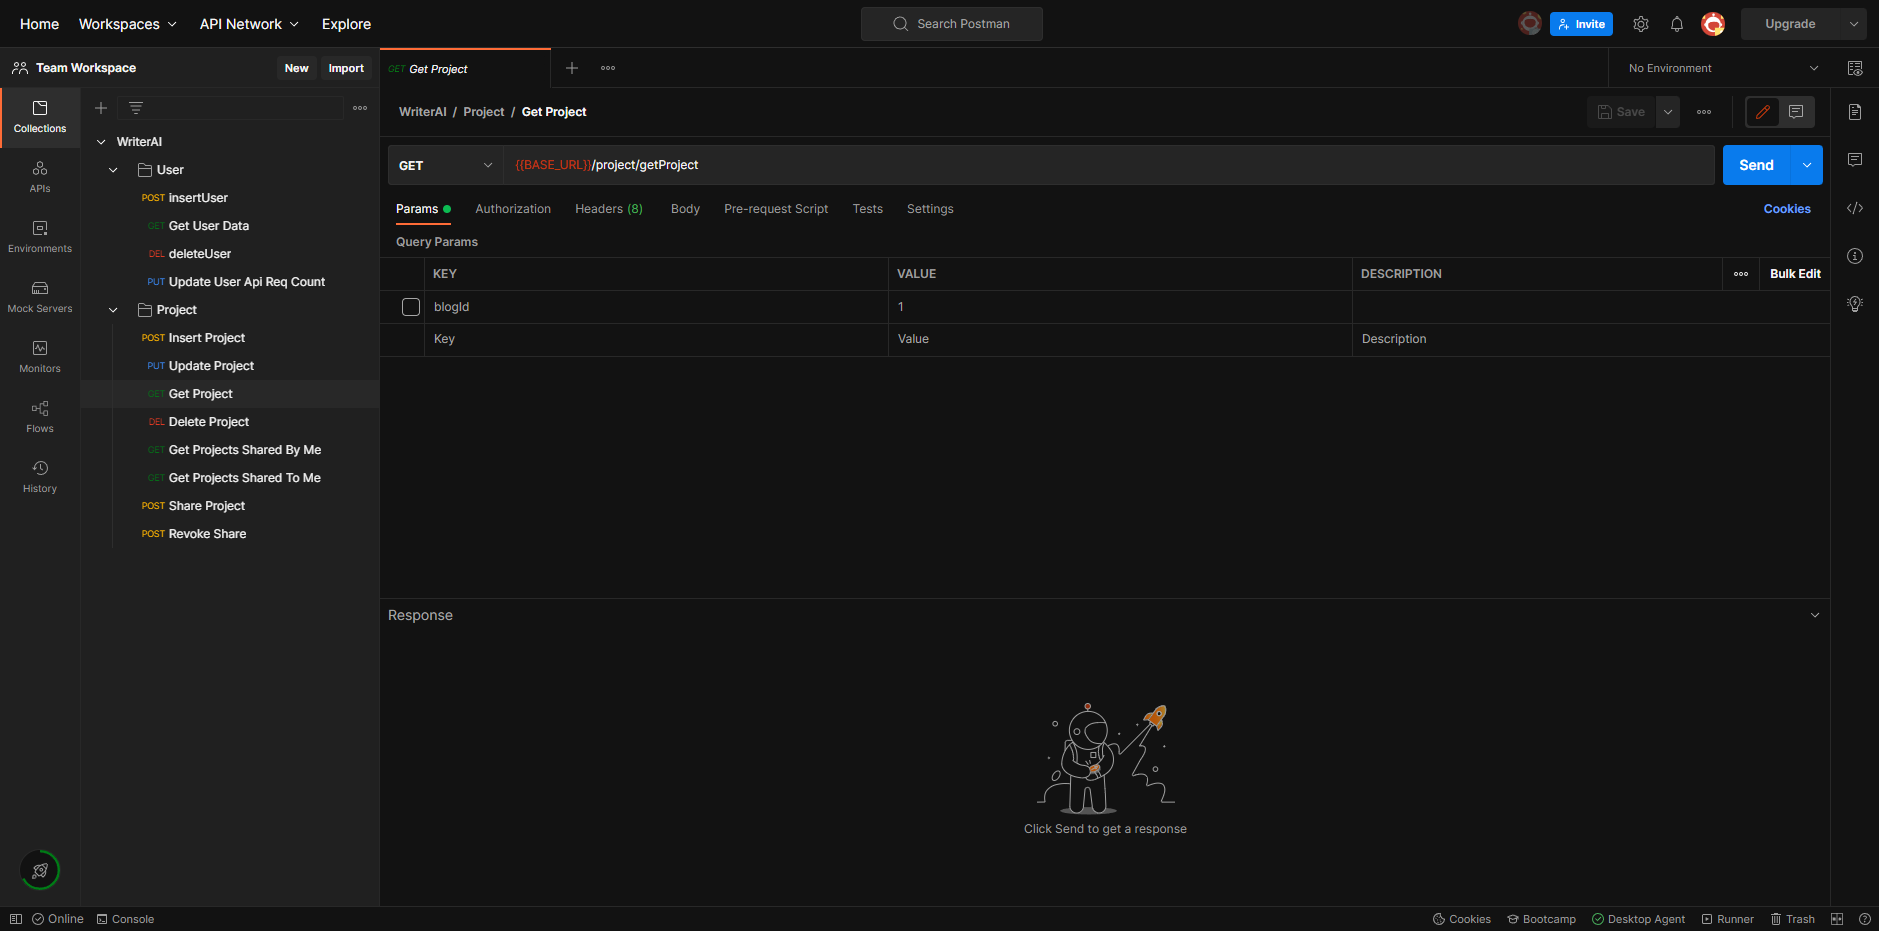 Home Workspaces API Network Explore Search Postman Invite Upgrade
Team Workspace New Import GET Get Project No Environment
WriterAI / Project / Get Project Save
Collections
APIs
Environments
Mock Servers
Monitors
Flows
History
WriterAI
User
POST insertUser
GET Get User Data
DEL deleteUser
PUT Update User Api Req Count
Project
POST Insert Project
PUT Update Project
GET Get Project
DEL Delete Project
GET Get Projects Shared By Me
GET Get Projects Shared To Me
POST Share Project
POST Revoke Share
GET {{BASE_URL}}/project/getProject Send
Params Authorization Headers (8) Body Pre-request Script Tests Settings Cookies
Query Params
KEY VALUE DESCRIPTION Bulk Edit
blogId 1
Key Value Description
Response
Click Send to get a response
Online Console Cookies Bootcamp Desktop Agent Runner Trash